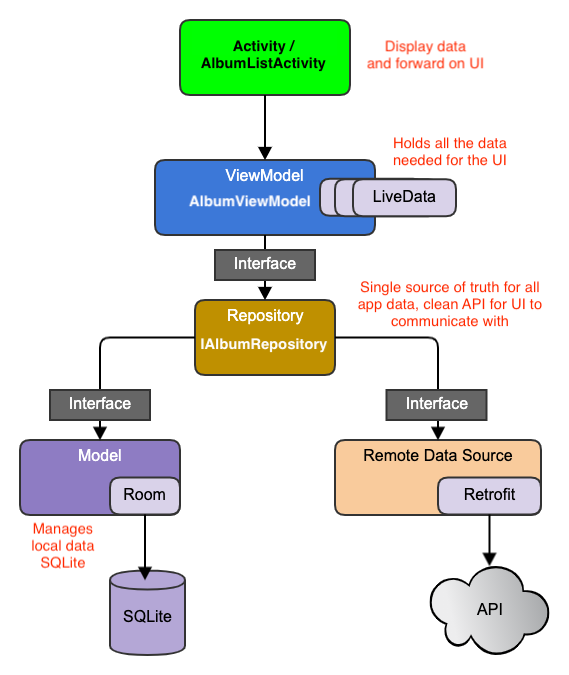 Activity /
AlbumListActivity
Display data
and forward on UI
Holds all the data
needed for the UI
ViewModel
AlbumViewModel
LiveData
Interface
Single source of truth for all
app data, clean API for UI to
communicate with
Repository
IAlbumRepository
Interface
Interface
Model
Room
Remote Data Source
Retrofit
Manages
local data
SQLite
SQLite
API